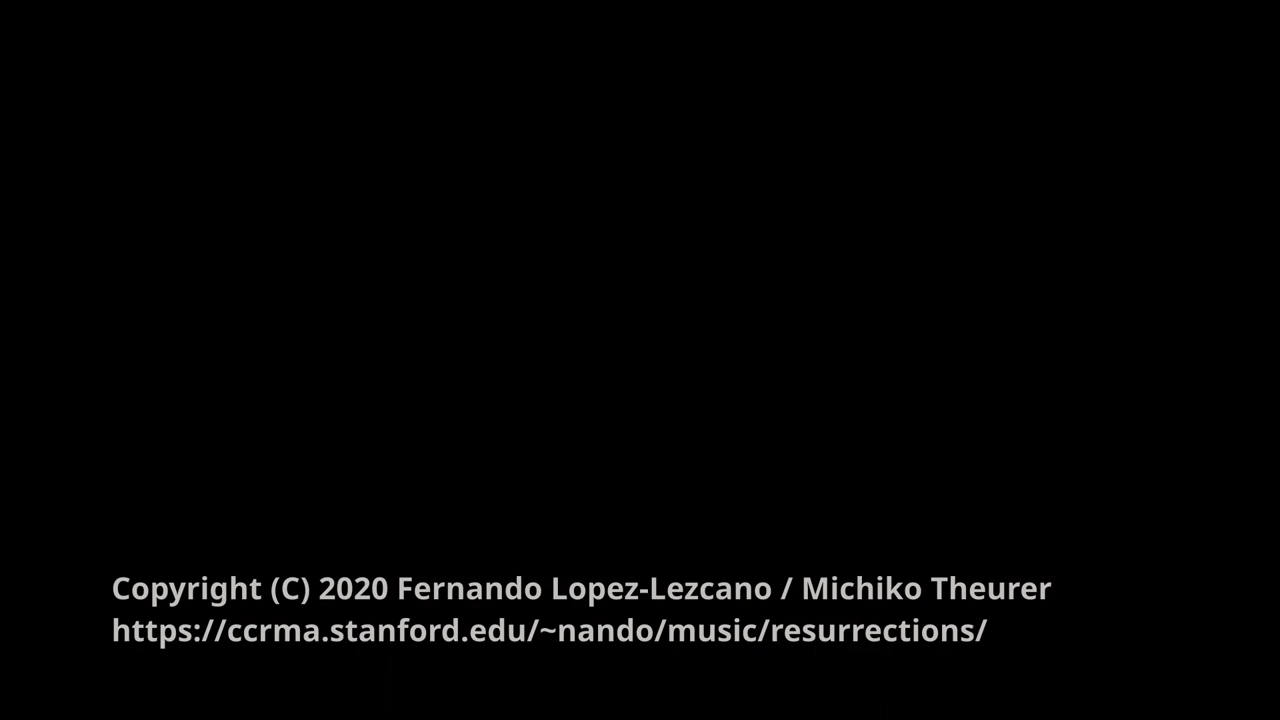 Copyright (C) 2020 Fernando Lopez-Lezcano / Michiko Theurer
https://ccrma.stanford.edu/~nando/music/resurrections/